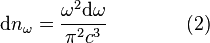 dn_ω = ω²dω / π²c³ (2)